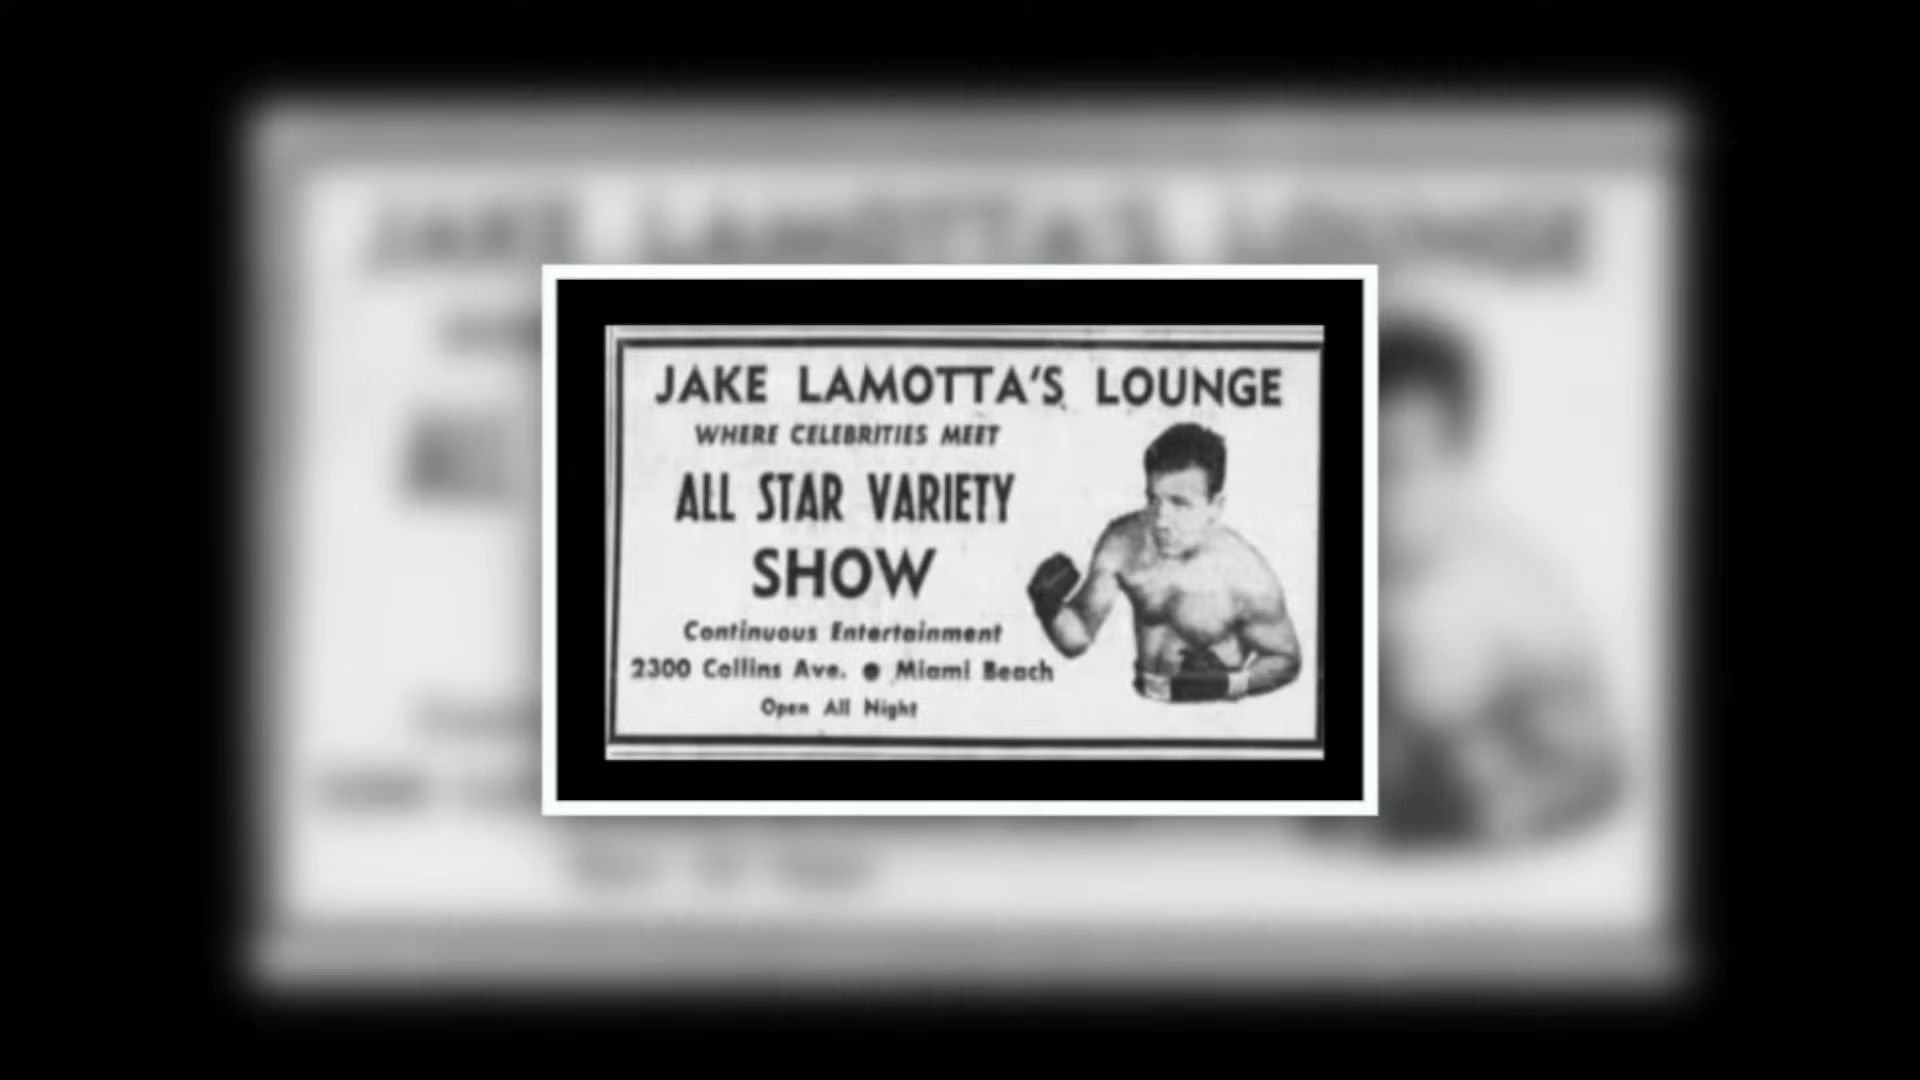 JAKE LAMOTTA'S LOUNGE
WHERE CELEBRITIES MEET
ALL STAR VARIETY
SHOW
Continuous Entertainment
2300 Collins Ave. ● Miami Beach
Open All Night